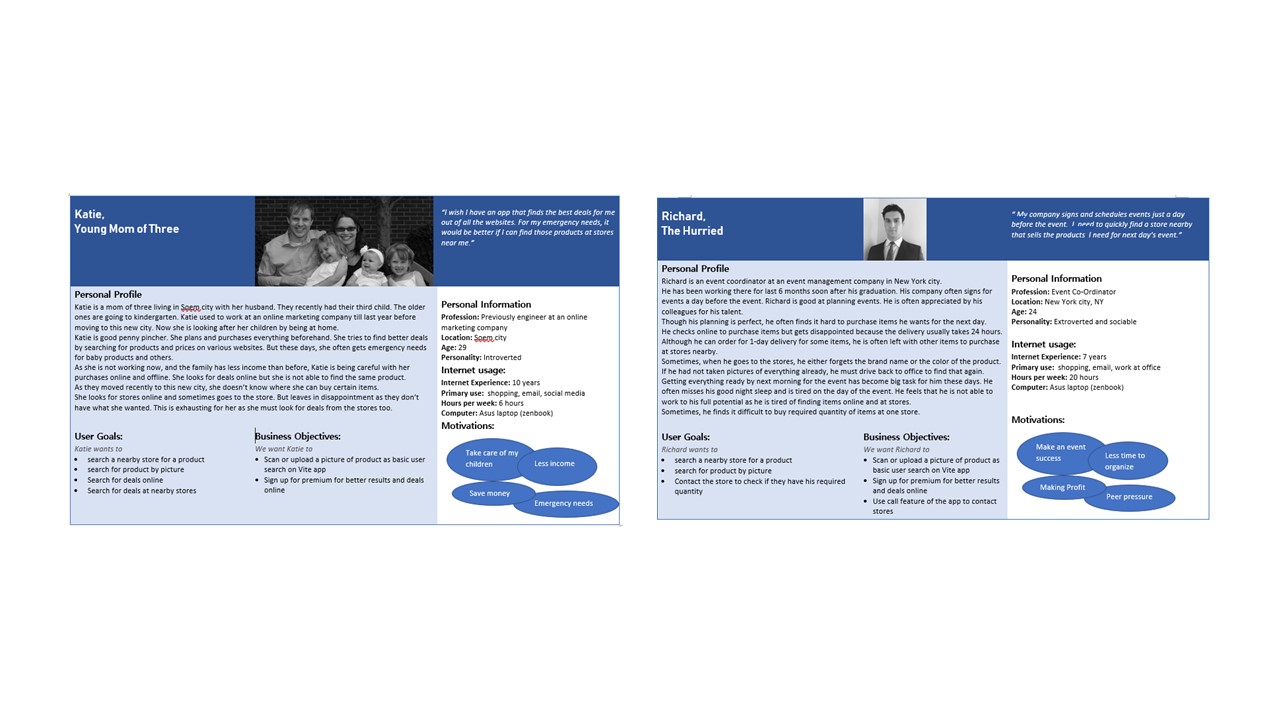 Katie,
Young Mom of Three
"I wish I have an app that finds the best deals for me
out of all the websites. For my emergency needs, it
would be better if I can find those products at stores
near me."
Personal Profile
Katie is a mom of three living in Spem city with her husband. They recently had their third child. The older
ones are going to kindergarten. Katie used to work at an online marketing company till last year before
moving to this new city. Now she is looking after her children by being at home.
Katie is good penny pincher. She plans and purchases everything beforehand. She tries to find better deals
by searching for products and prices on various websites. But these days, she often gets emergency needs
for baby products and others.
As she is not working now, and the family has less income than before, Katie is being careful with her
purchases online and offline. She looks for deals online but she is not able to find the same product.
As they moved recently to this new city, she doesn't know where she can buy certain items.
She looks for stores online and sometimes goes to the store. But leaves in disappointment as they don't
have what she wanted. This is exhausting for her as she must look for deals from the stores too.
User Goals:
Katie wants to
• search a nearby store for a product
• search for product by picture
• Search for deals online
• Search for deals at nearby stores
Business Objectives:
We want Katie to
• Scan or upload a picture of product as basic user
search on Vite app
• Sign up for premium for better results and deals
online
Personal Information
Profession: Previously engineer at an online
marketing company
Location: Spem city
Age: 29
Personality: Introverted
Internet usage:
Internet Experience: 10 years
Primary use: shopping, email, social media
Hours per week: 6 hours
Computer: Asus laptop (zenbook)
Motivations:
Take care of my
children
Less income
Save money
Emergency needs
Richard,
The Hurried
" My company signs and schedules events just a day
before the event. I need to quickly find a store nearby
that sells the products I need for next day's event."
Personal Profile
Richard is an event coordinator at an event management company in New York city.
He has been working there for last 6 months soon after his graduation. His company often signs for
events a day before the event. Richard is good at planning events. He is often appreciated by his
colleagues for his talent.
Though his planning is perfect, he often finds it hard to purchase items he wants for the next day.
He checks online to purchase items but gets disappointed because the delivery usually takes 24 hours.
Although he can order for 1-day delivery for some items, he is often left with other items to purchase
at stores nearby.
Sometimes, when he goes to the stores, he either forgets the brand name or the color of the product.
If he had not taken pictures of everything already, he must drive back to office to find that again.
Getting everything ready by next morning for the event has become big task for him these days. He
often misses his good night sleep and is tired on the day of the event. He feels that he is not able to
work to his full potential as he is tired of finding items online and at stores.
Sometimes, he finds it difficult to buy required quantity of items at one store.
User Goals:
Richard wants to
• search a nearby store for a product
• search for product by picture
• Contact the store to check if they have his required
quantity
Business Objectives:
We want Richard to
• Scan or upload a picture of product as
basic user search on Vite app
• Sign up for premium for better results
and deals online
• Use call feature of the app to contact
stores
Personal Information
Profession: Event Co-Ordinator
Location: New York city, NY
Age: 24
Personality: Extroverted and sociable
Internet usage:
Internet Experience: 7 years
Primary use: shopping, email, work at office
Hours per week: 20 hours
Computer: Asus laptop (zenbook)
Motivations:
Make an event
success
Less time to
organize
Making Profit
Peer pressure